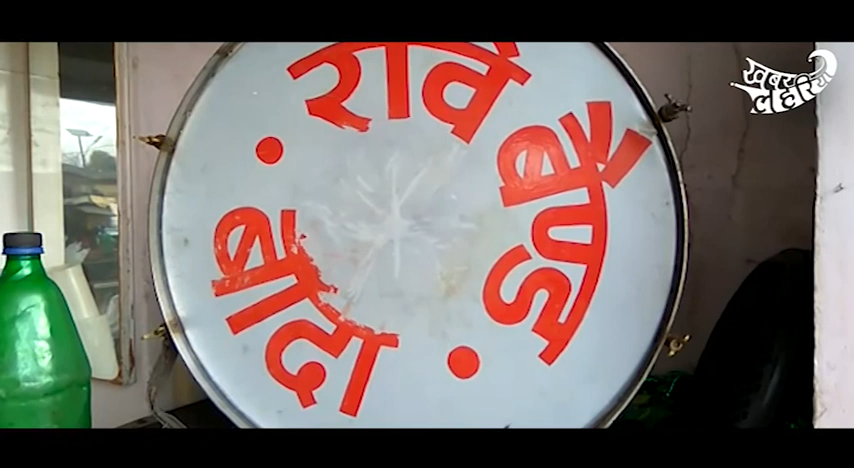 खबर
लहरिया
रवि
बैण्ड
बादा